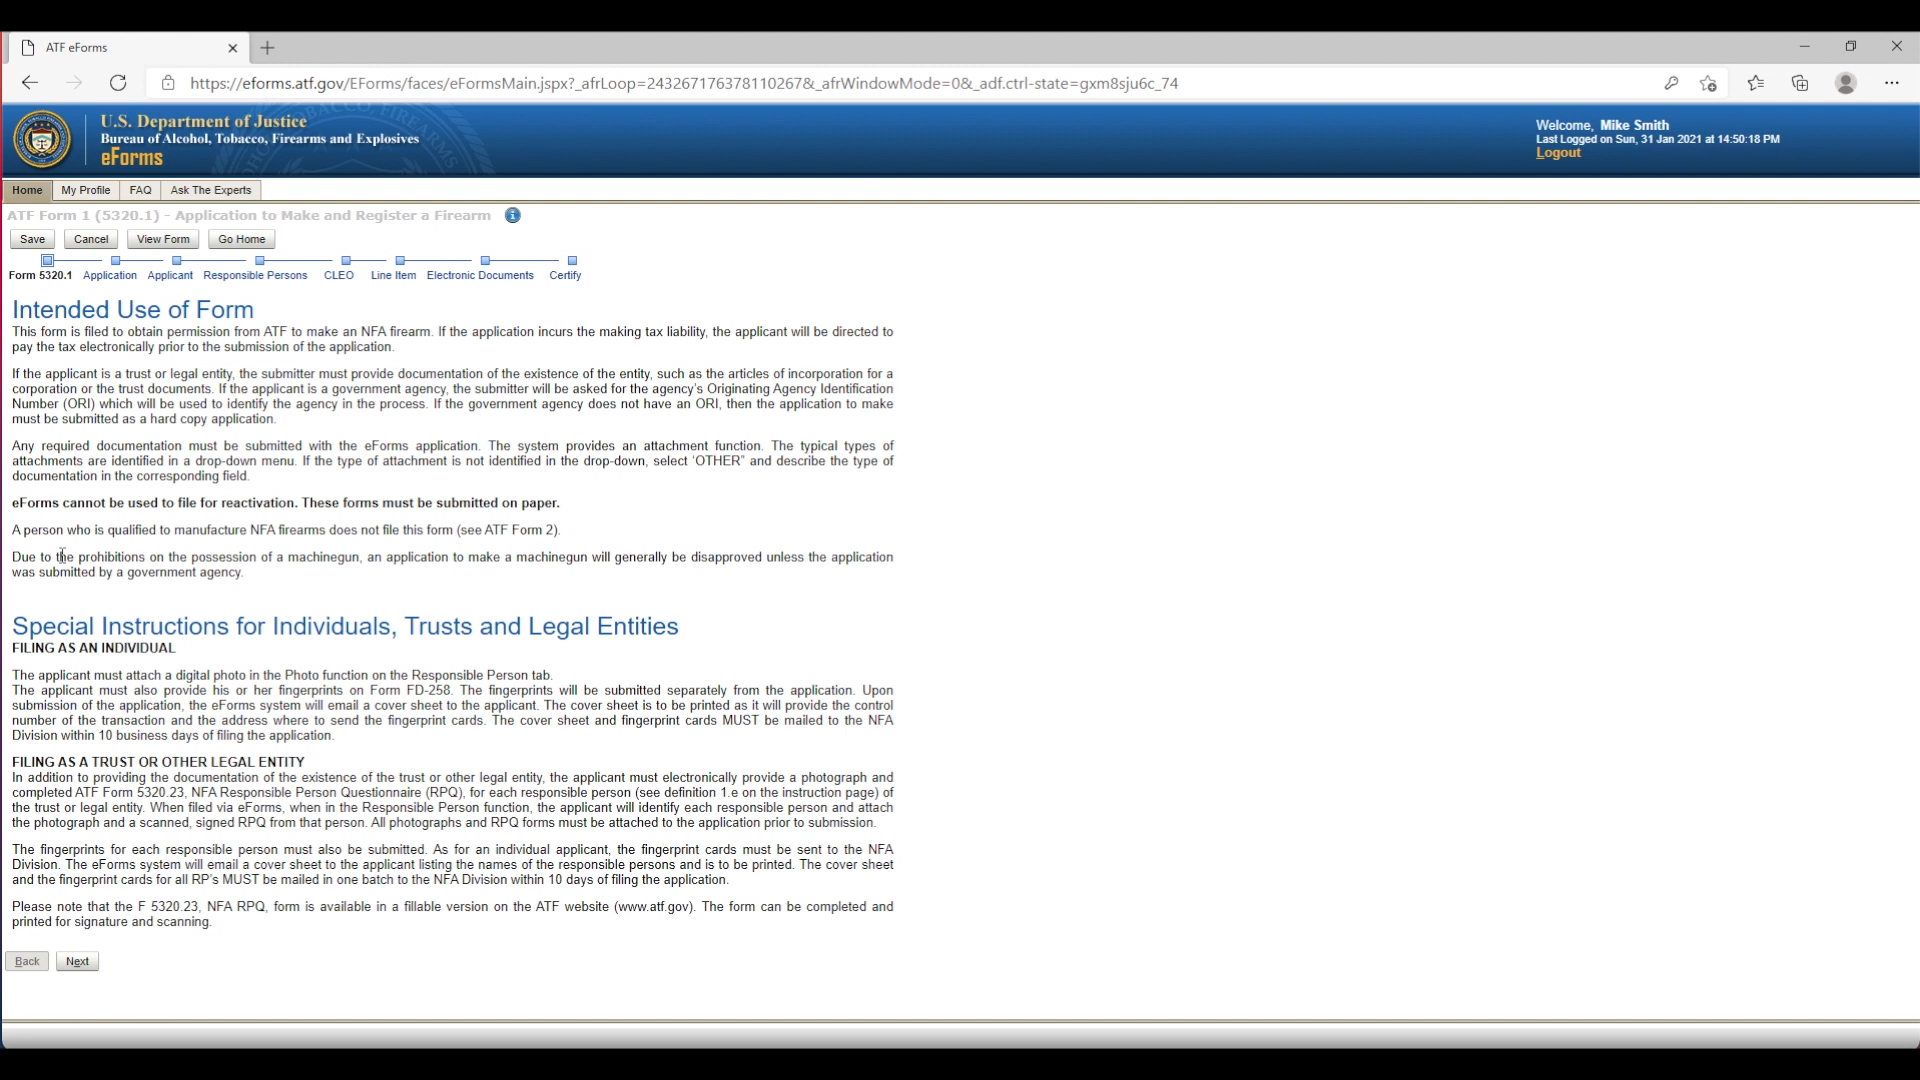 ATF eForms
https://eforms.atf.gov/EForms/faces/eFormsMain.jspx?_afrLoop=2432671763778110267&_afrWindowMode=0&_adf.ctrl-state=gxm8sju6c_74
U.S. Department of Justice
Bureau of Alcohol, Tobacco, Firearms and Explosives
eForms
Welcome, Mike Smith
Last Logged on Sun, 31 Jan 2021 at 14:50:18 PM
Logout
Home My Profile FAQ Ask The Experts
ATF Form 1 (5320.1) - Application to Make and Register a Firearm
Save Cancel View Form Go Home
Form 5320.1 Application Applicant Responsible Persons CLEO Line Item Electronic Documents Certify
Intended Use of Form
This form is filed to obtain permission from ATF to make an NFA firearm. If the application incurs the making tax liability, the applicant will be directed to
pay the tax electronically prior to the submission of the application.
If the applicant is a trust or legal entity, the submitter must provide documentation of the existence of the entity, such as the articles of incorporation for a
corporation or the trust documents. If the applicant is a government agency, the submitter will be asked for the agency's Originating Agency Identification
Number (ORI) which will be used to identify the agency in the process. If the government agency does not have an ORI, then the application to make
must be submitted as a hard copy application.
Any required documentation must be submitted with the eForms application. The system provides an attachment function. The typical types of
attachments are identified in a drop-down menu. If the type of attachment is not identified in the drop-down, select 'OTHER" and describe the type of
documentation in the corresponding field.
eForms cannot be used to file for reactivation. These forms must be submitted on paper.
A person who is qualified to manufacture NFA firearms does not file this form (see ATF Form 2).
Due to the prohibitions on the possession of a machinegun, an application to make a machinegun will generally be disapproved unless the application
was submitted by a government agency.
Special Instructions for Individuals, Trusts and Legal Entities
FILING AS AN INDIVIDUAL
The applicant must attach a digital photo in the Photo function on the Responsible Person tab.
The applicant must also provide his or her fingerprints on Form FD-258. The fingerprints will be submitted separately from the application. Upon
submission of the application, the eForms system will email a cover sheet to the applicant. The cover sheet is to be printed as it will provide the control
number of the transaction and the address where to send the fingerprint cards. The cover sheet and fingerprint cards MUST be mailed to the NFA
Division within 10 business days of filing the application.
FILING AS A TRUST OR OTHER LEGAL ENTITY
In addition to providing the documentation of the existence of the trust or other legal entity, the applicant must electronically provide a photograph and
completed ATF Form 5320.23, NFA Responsible Person Questionnaire (RPQ), for each responsible person (see definition 1.e on the instruction page) of
the trust or legal entity. When filed via eForms, when in the Responsible Person function, the applicant will identify each responsible person and attach
the photograph and a scanned, signed RPQ from that person. All photographs and RPQ forms must be attached to the application prior to submission.
The fingerprints for each responsible person must also be submitted. As for an individual applicant, the fingerprint cards must be sent to the NFA
Division. The eForms system will email a cover sheet to the applicant listing the names of the responsible persons and is to be printed. The cover sheet
and the fingerprint cards for all RP's MUST be mailed in one batch to the NFA Division within 10 days of filing the application.
Please note that the F 5320.23, NFA RPQ, form is available in a fillable version on the ATF website (www.atf.gov). The form can be completed and
printed for signature and scanning.
Back Next